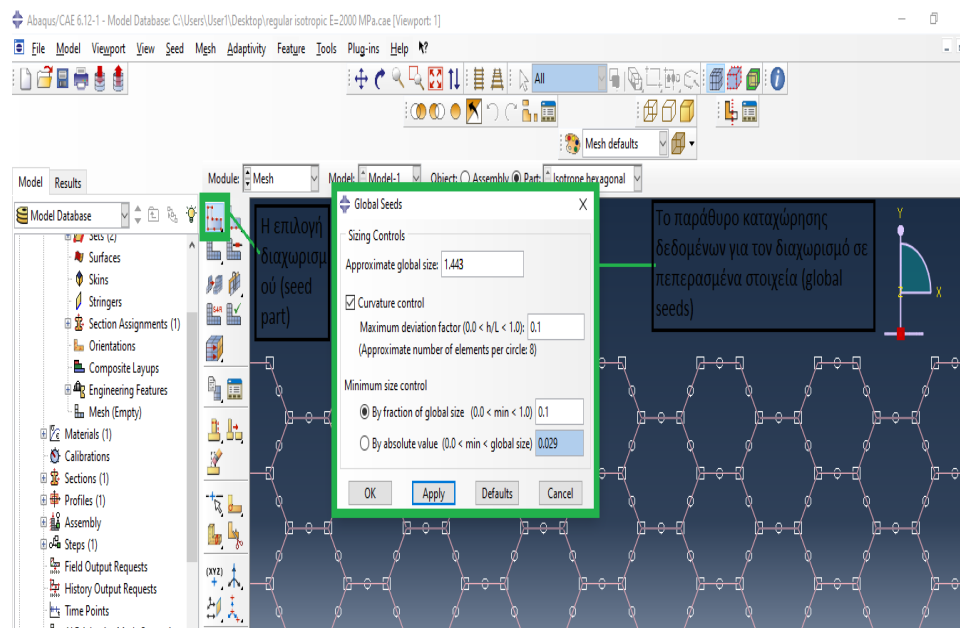 Abaqus/CAE 6.12-1 - Model Database: C:\Users\User1\Desktop\regular isotropic E=2000 MPa.cae [Viewport: 1]
File Model Viewport View Seed Mesh Adaptivity Feature Tools Plug-ins Help
All
Mesh defaults
Model Results
Module: Mesh Model: Model-1 Object: Assembly Part: Isotrope hexagonal
Model Database
Sets (2)
Surfaces
Skins
Stringers
Section Assignments (1)
Orientations
Composite Layups
Engineering Features
Mesh (Empty)
Materials (1)
Calibrations
Sections (1)
Profiles (1)
Assembly
Steps (1)
Field Output Requests
History Output Requests
Time Points
(XYZ)
Η επιλογή
διαχωρισμ
ού (seed
part)
Global Seeds
Sizing Controls
Approximate global size: 1.443
Curvature control
Maximum deviation factor (0.0 < h/L < 1.0): 0.1
(Approximate number of elements per circle: 8)
Minimum size control
By fraction of global size (0.0 < min < 1.0) 0.1
By absolute value (0.0 < min < global size) 0.029
OK Apply Defaults Cancel
Το παράθυρο καταχώρησης
δεδομένων για τον διαχωρισμό σε
πεπερασμένα στοιχεία (global
seeds)
Y
Z X